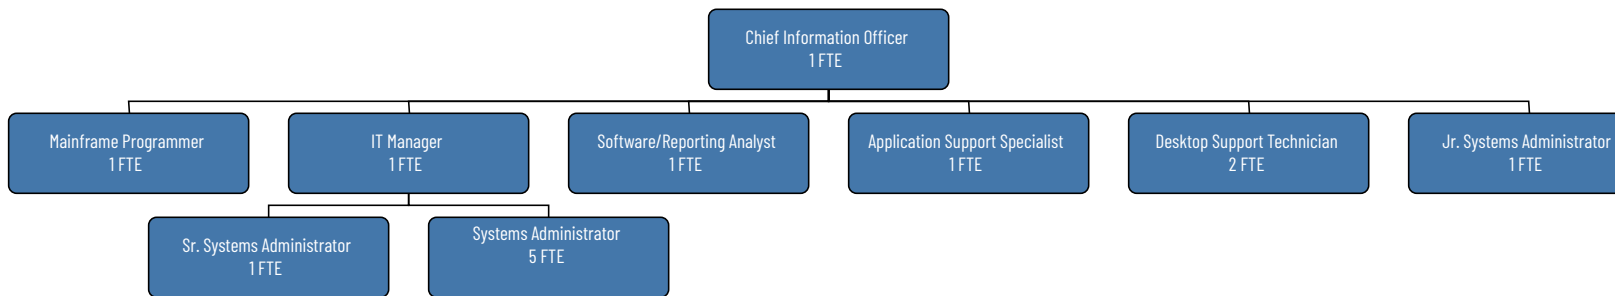 Chief Information Officer
1 FTE
Mainframe Programmer
1 FTE
IT Manager
1 FTE
Software/Reporting Analyst
1 FTE
Application Support Specialist
1 FTE
Desktop Support Technician
2 FTE
Jr. Systems Administrator
1 FTE
Sr. Systems Administrator
1 FTE
Systems Administrator
5 FTE